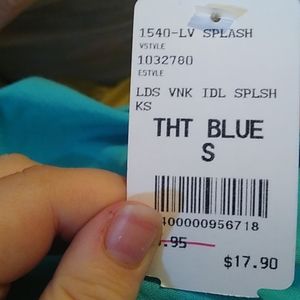 1540-LV SPLASH
VSTYLE
1032780
ESTYLE
LDS VNK IDL SPLSH
KS
THT BLUE
S
400000956718
.95
$17.90